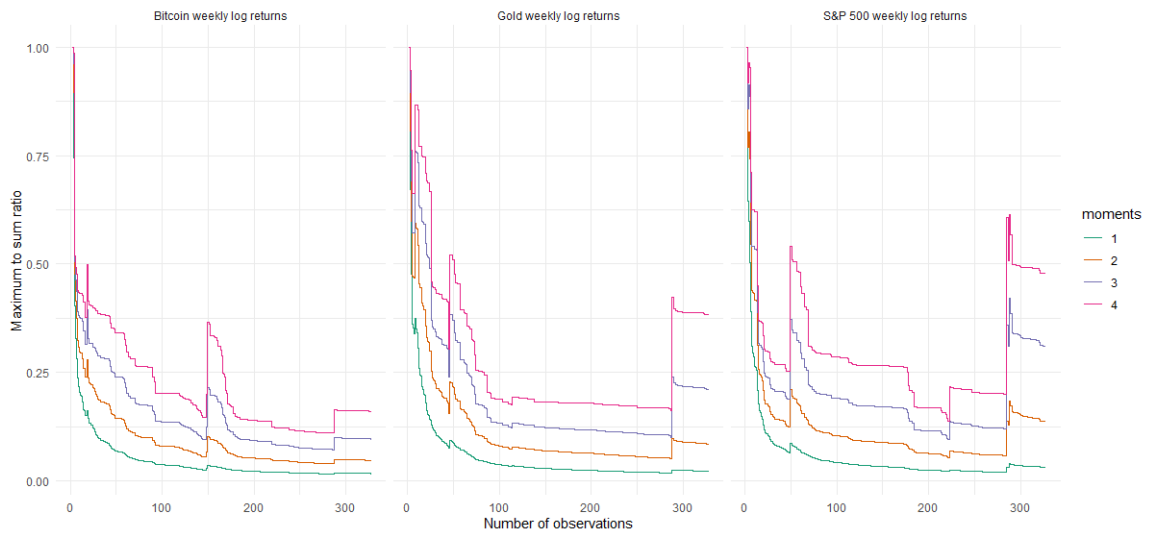 Bitcoin weekly log returns
Gold weekly log returns
S&P 500 weekly log returns
Maximum to sum ratio
1.00
0.75
0.50
0.25
0.00
0 100 200 300
0 100 200 300
0 100 200 300
Number of observations
moments
1
2
3
4